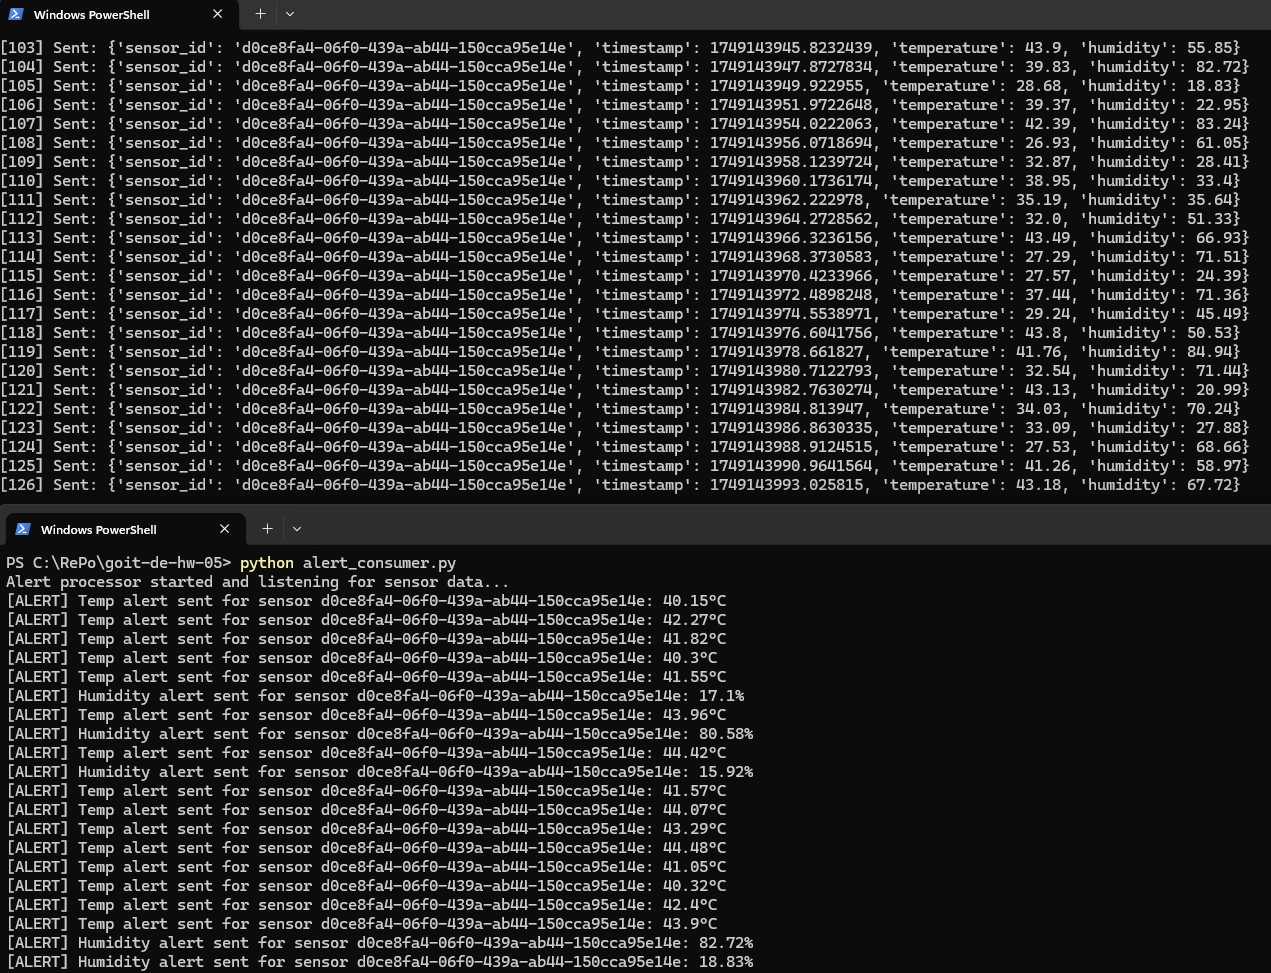 Windows PowerShell
[103] Sent: {'sensor_id': 'd0ce8fa4-06f0-439a-ab44-150cca95e14e', 'timestamp': 1749143945.8232439, 'temperature': 43.9, 'humidity': 55.85}
[104] Sent: {'sensor_id': 'd0ce8fa4-06f0-439a-ab44-150cca95e14e', 'timestamp': 1749143947.8727834, 'temperature': 39.83, 'humidity': 82.72}
[105] Sent: {'sensor_id': 'd0ce8fa4-06f0-439a-ab44-150cca95e14e', 'timestamp': 1749143949.922955, 'temperature': 28.68, 'humidity': 18.83}
[106] Sent: {'sensor_id': 'd0ce8fa4-06f0-439a-ab44-150cca95e14e', 'timestamp': 1749143951.9722648, 'temperature': 39.37, 'humidity': 22.95}
[107] Sent: {'sensor_id': 'd0ce8fa4-06f0-439a-ab44-150cca95e14e', 'timestamp': 1749143954.0222063, 'temperature': 42.39, 'humidity': 83.24}
[108] Sent: {'sensor_id': 'd0ce8fa4-06f0-439a-ab44-150cca95e14e', 'timestamp': 1749143956.0718694, 'temperature': 26.93, 'humidity': 61.05}
[109] Sent: {'sensor_id': 'd0ce8fa4-06f0-439a-ab44-150cca95e14e', 'timestamp': 1749143958.1239724, 'temperature': 32.87, 'humidity': 28.41}
[110] Sent: {'sensor_id': 'd0ce8fa4-06f0-439a-ab44-150cca95e14e', 'timestamp': 1749143960.1736174, 'temperature': 38.95, 'humidity': 33.4}
[111] Sent: {'sensor_id': 'd0ce8fa4-06f0-439a-ab44-150cca95e14e', 'timestamp': 1749143962.222978, 'temperature': 35.19, 'humidity': 35.64}
[112] Sent: {'sensor_id': 'd0ce8fa4-06f0-439a-ab44-150cca95e14e', 'timestamp': 1749143964.2728562, 'temperature': 32.0, 'humidity': 51.33}
[113] Sent: {'sensor_id': 'd0ce8fa4-06f0-439a-ab44-150cca95e14e', 'timestamp': 1749143966.3236156, 'temperature': 43.49, 'humidity': 66.93}
[114] Sent: {'sensor_id': 'd0ce8fa4-06f0-439a-ab44-150cca95e14e', 'timestamp': 1749143968.3730583, 'temperature': 27.29, 'humidity': 71.51}
[115] Sent: {'sensor_id': 'd0ce8fa4-06f0-439a-ab44-150cca95e14e', 'timestamp': 1749143970.4233966, 'temperature': 27.57, 'humidity': 24.39}
[116] Sent: {'sensor_id': 'd0ce8fa4-06f0-439a-ab44-150cca95e14e', 'timestamp': 1749143972.4898248, 'temperature': 37.44, 'humidity': 71.36}
[117] Sent: {'sensor_id': 'd0ce8fa4-06f0-439a-ab44-150cca95e14e', 'timestamp': 1749143974.5538971, 'temperature': 29.24, 'humidity': 45.49}
[118] Sent: {'sensor_id': 'd0ce8fa4-06f0-439a-ab44-150cca95e14e', 'timestamp': 1749143976.6041756, 'temperature': 43.8, 'humidity': 50.53}
[119] Sent: {'sensor_id': 'd0ce8fa4-06f0-439a-ab44-150cca95e14e', 'timestamp': 1749143978.661827, 'temperature': 41.76, 'humidity': 84.94}
[120] Sent: {'sensor_id': 'd0ce8fa4-06f0-439a-ab44-150cca95e14e', 'timestamp': 1749143980.7122793, 'temperature': 32.54, 'humidity': 71.44}
[121] Sent: {'sensor_id': 'd0ce8fa4-06f0-439a-ab44-150cca95e14e', 'timestamp': 1749143982.7630274, 'temperature': 43.13, 'humidity': 20.99}
[122] Sent: {'sensor_id': 'd0ce8fa4-06f0-439a-ab44-150cca95e14e', 'timestamp': 1749143984.813947, 'temperature': 34.03, 'humidity': 70.24}
[123] Sent: {'sensor_id': 'd0ce8fa4-06f0-439a-ab44-150cca95e14e', 'timestamp': 1749143986.8630335, 'temperature': 33.09, 'humidity': 27.88}
[124] Sent: {'sensor_id': 'd0ce8fa4-06f0-439a-ab44-150cca95e14e', 'timestamp': 1749143988.9124515, 'temperature': 27.53, 'humidity': 68.66}
[125] Sent: {'sensor_id': 'd0ce8fa4-06f0-439a-ab44-150cca95e14e', 'timestamp': 1749143990.9641564, 'temperature': 41.26, 'humidity': 58.97}
[126] Sent: {'sensor_id': 'd0ce8fa4-06f0-439a-ab44-150cca95e14e', 'timestamp': 1749143993.025815, 'temperature': 43.18, 'humidity': 67.72}
Windows PowerShell
PS C:\RePo\goit-de-hw-05> python alert_consumer.py
Alert processor started and listening for sensor data...
[ALERT] Temp alert sent for sensor d0ce8fa4-06f0-439a-ab44-150cca95e14e: 40.15°C
[ALERT] Temp alert sent for sensor d0ce8fa4-06f0-439a-ab44-150cca95e14e: 42.27°C
[ALERT] Temp alert sent for sensor d0ce8fa4-06f0-439a-ab44-150cca95e14e: 41.82°C
[ALERT] Temp alert sent for sensor d0ce8fa4-06f0-439a-ab44-150cca95e14e: 40.3°C
[ALERT] Temp alert sent for sensor d0ce8fa4-06f0-439a-ab44-150cca95e14e: 41.55°C
[ALERT] Humidity alert sent for sensor d0ce8fa4-06f0-439a-ab44-150cca95e14e: 17.1%
[ALERT] Temp alert sent for sensor d0ce8fa4-06f0-439a-ab44-150cca95e14e: 43.96°C
[ALERT] Humidity alert sent for sensor d0ce8fa4-06f0-439a-ab44-150cca95e14e: 80.58%
[ALERT] Temp alert sent for sensor d0ce8fa4-06f0-439a-ab44-150cca95e14e: 44.42°C
[ALERT] Humidity alert sent for sensor d0ce8fa4-06f0-439a-ab44-150cca95e14e: 15.92%
[ALERT] Temp alert sent for sensor d0ce8fa4-06f0-439a-ab44-150cca95e14e: 41.57°C
[ALERT] Temp alert sent for sensor d0ce8fa4-06f0-439a-ab44-150cca95e14e: 44.07°C
[ALERT] Temp alert sent for sensor d0ce8fa4-06f0-439a-ab44-150cca95e14e: 43.29°C
[ALERT] Temp alert sent for sensor d0ce8fa4-06f0-439a-ab44-150cca95e14e: 44.48°C
[ALERT] Temp alert sent for sensor d0ce8fa4-06f0-439a-ab44-150cca95e14e: 41.05°C
[ALERT] Temp alert sent for sensor d0ce8fa4-06f0-439a-ab44-150cca95e14e: 40.32°C
[ALERT] Temp alert sent for sensor d0ce8fa4-06f0-439a-ab44-150cca95e14e: 42.4°C
[ALERT] Temp alert sent for sensor d0ce8fa4-06f0-439a-ab44-150cca95e14e: 43.9°C
[ALERT] Humidity alert sent for sensor d0ce8fa4-06f0-439a-ab44-150cca95e14e: 82.72%
[ALERT] Humidity alert sent for sensor d0ce8fa4-06f0-439a-ab44-150cca95e14e: 18.83%